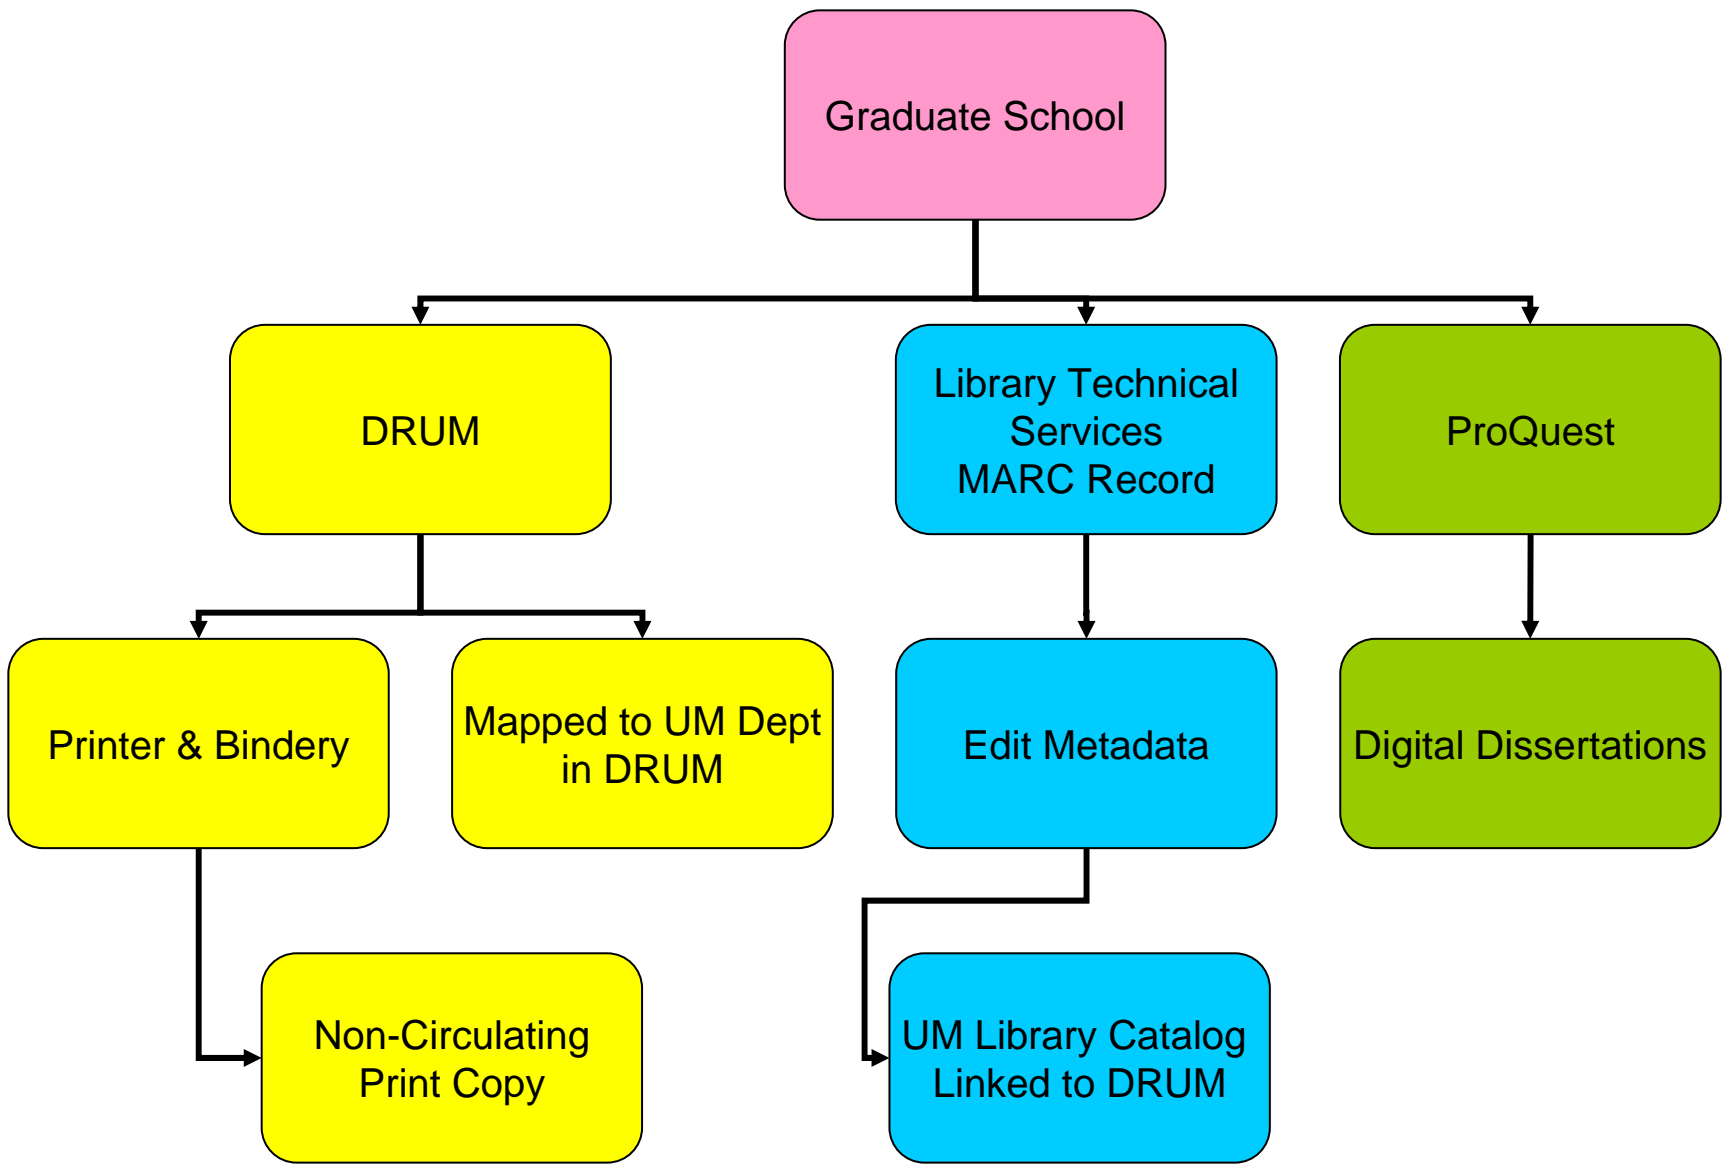 Graduate School
DRUM
Library Technical
Services
MARC Record
ProQuest
Printer & Bindery
Mapped to UM Dept
in DRUM
Edit Metadata
Digital Dissertations
Non-Circulating
Print Copy
UM Library Catalog
Linked to DRUM